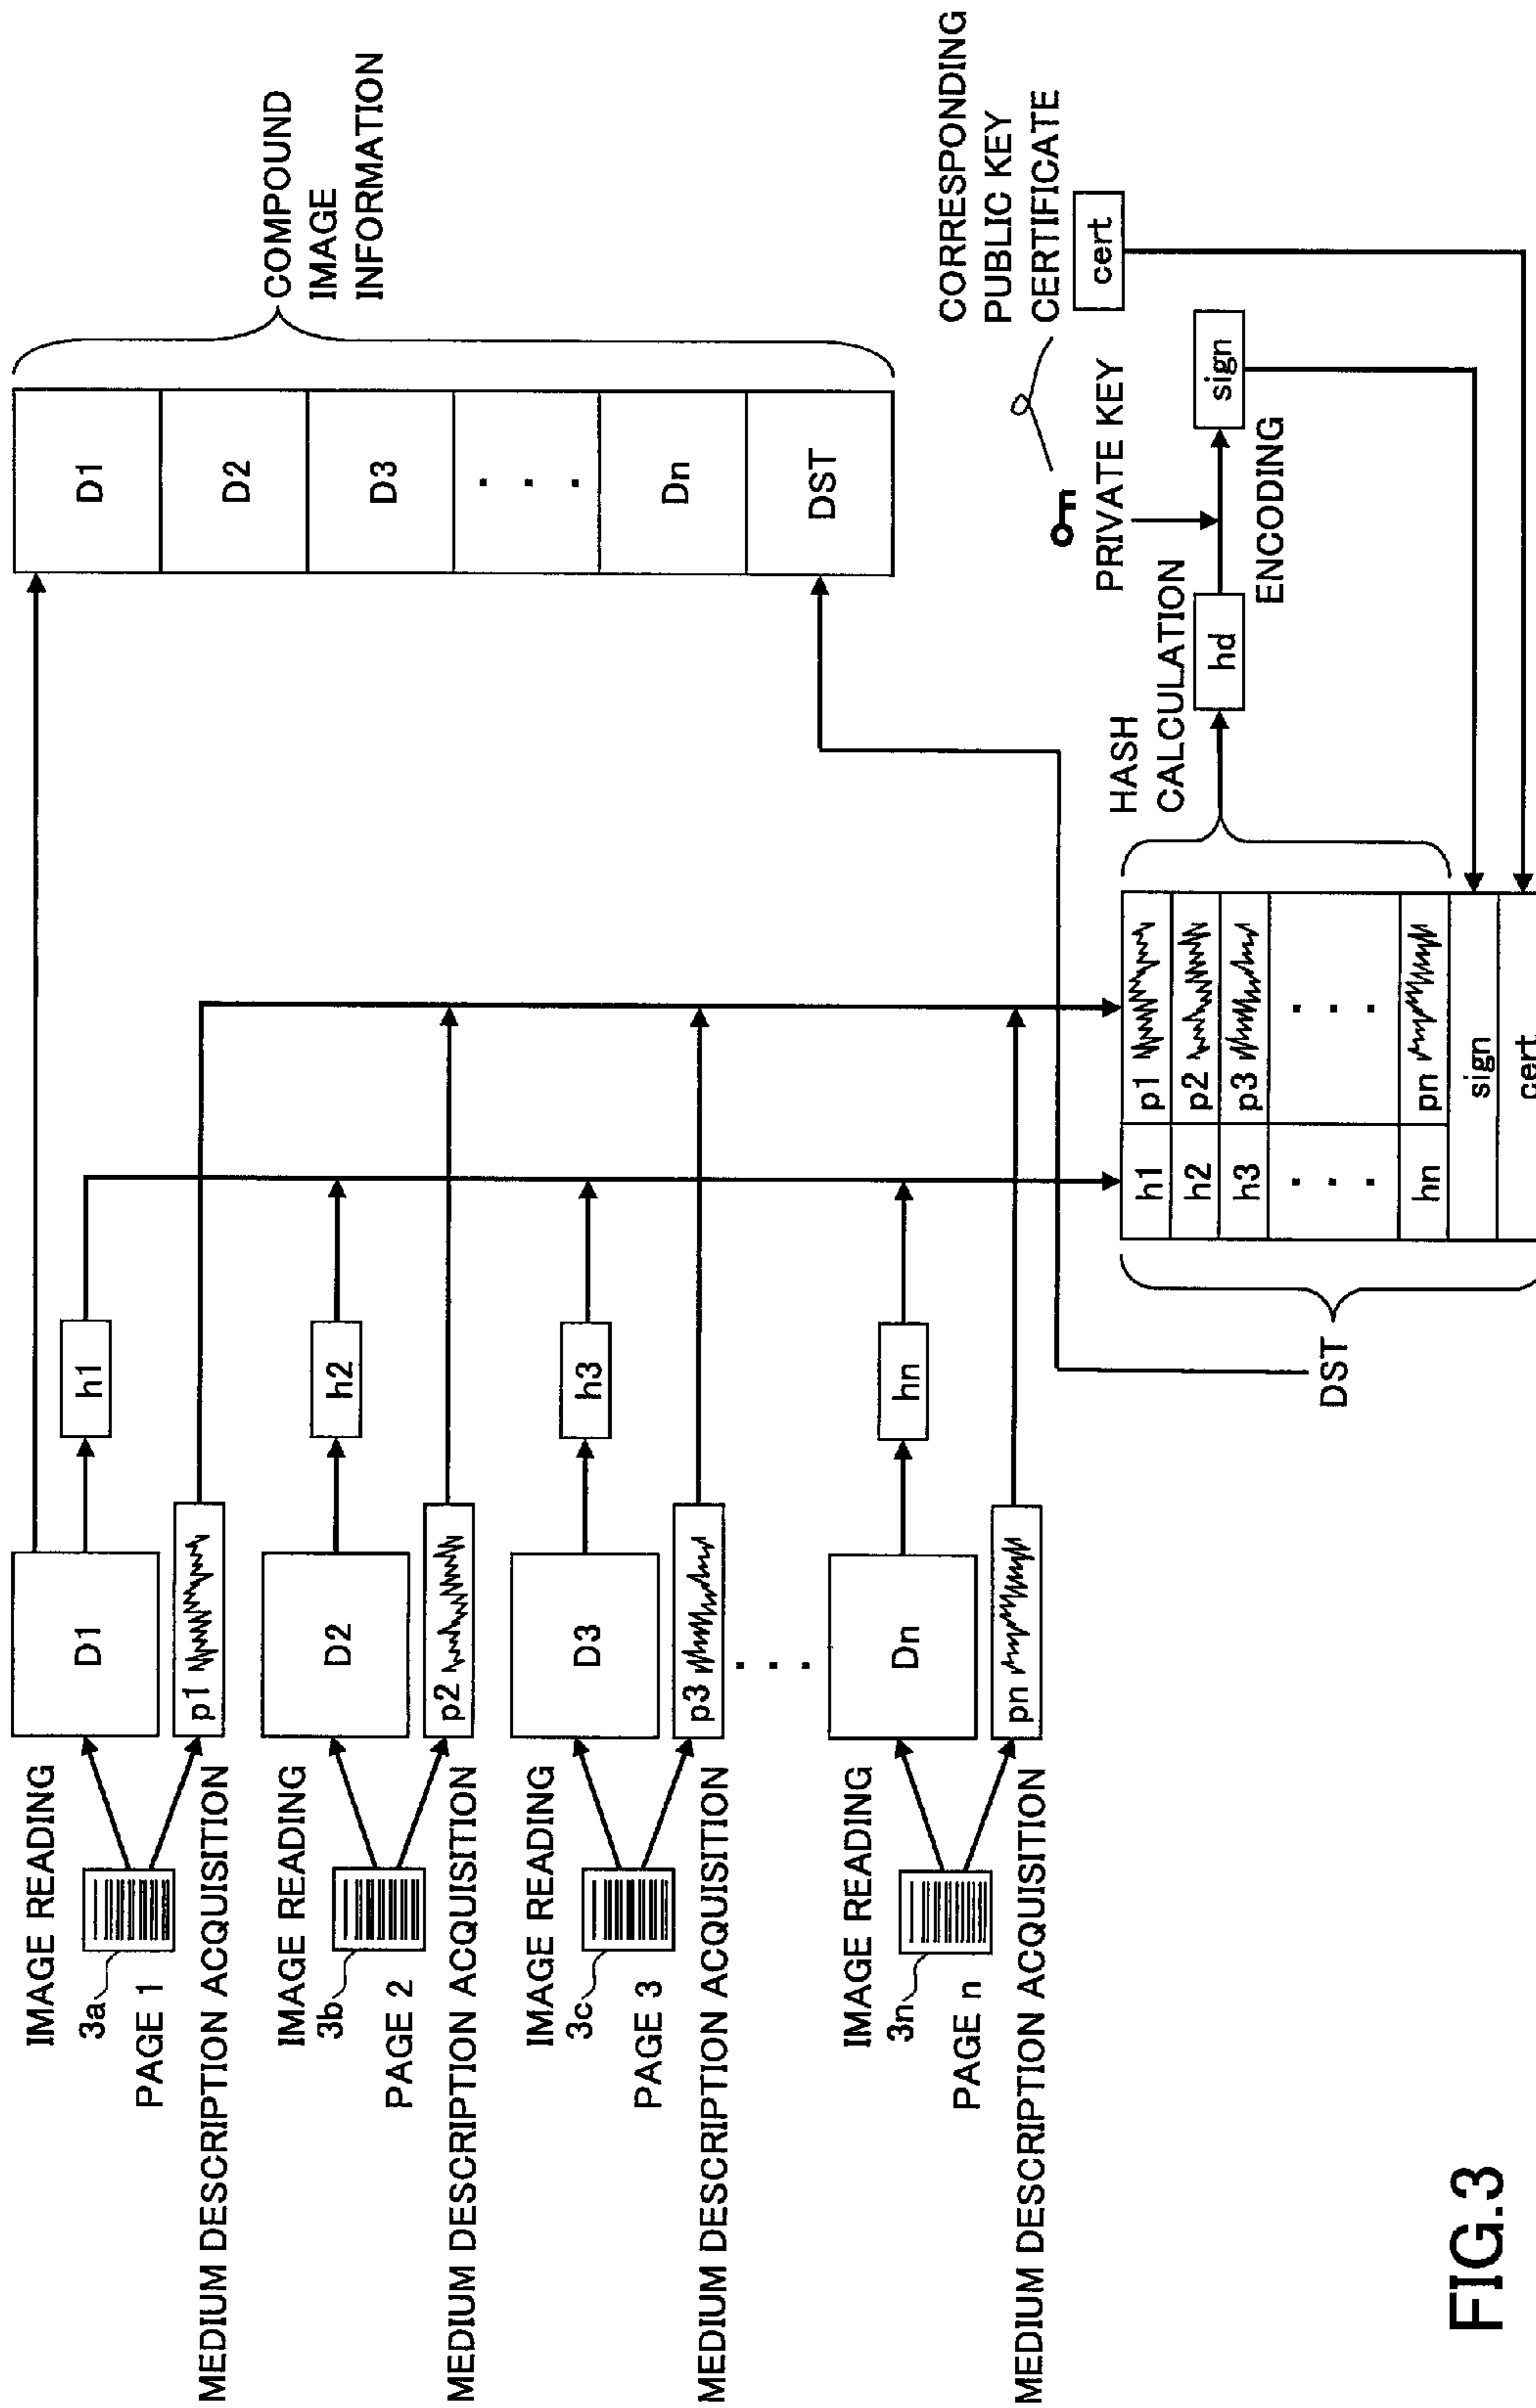 IMAGE READING
3a
PAGE 1
MEDIUM DESCRIPTION ACQUISITION
D1
p1
h1
IMAGE READING
3b
PAGE 2
MEDIUM DESCRIPTION ACQUISITION
D2
p2
h2
IMAGE READING
3c
PAGE 3
MEDIUM DESCRIPTION ACQUISITION
D3
p3
h3
. . .
IMAGE READING
3n
PAGE n
MEDIUM DESCRIPTION ACQUISITION
Dn
pn
hn
D1
D2
D3
. . .
Dn
DST
COMPOUND
IMAGE
INFORMATION
DST
h1 p1
h2 p2
h3 p3
. . . . . .
hn pn
sign
cert
HASH
CALCULATION
hd
PRIVATE KEY
ENCODING
sign
CORRESPONDING
PUBLIC KEY
CERTIFICATE
cert
FIG.3